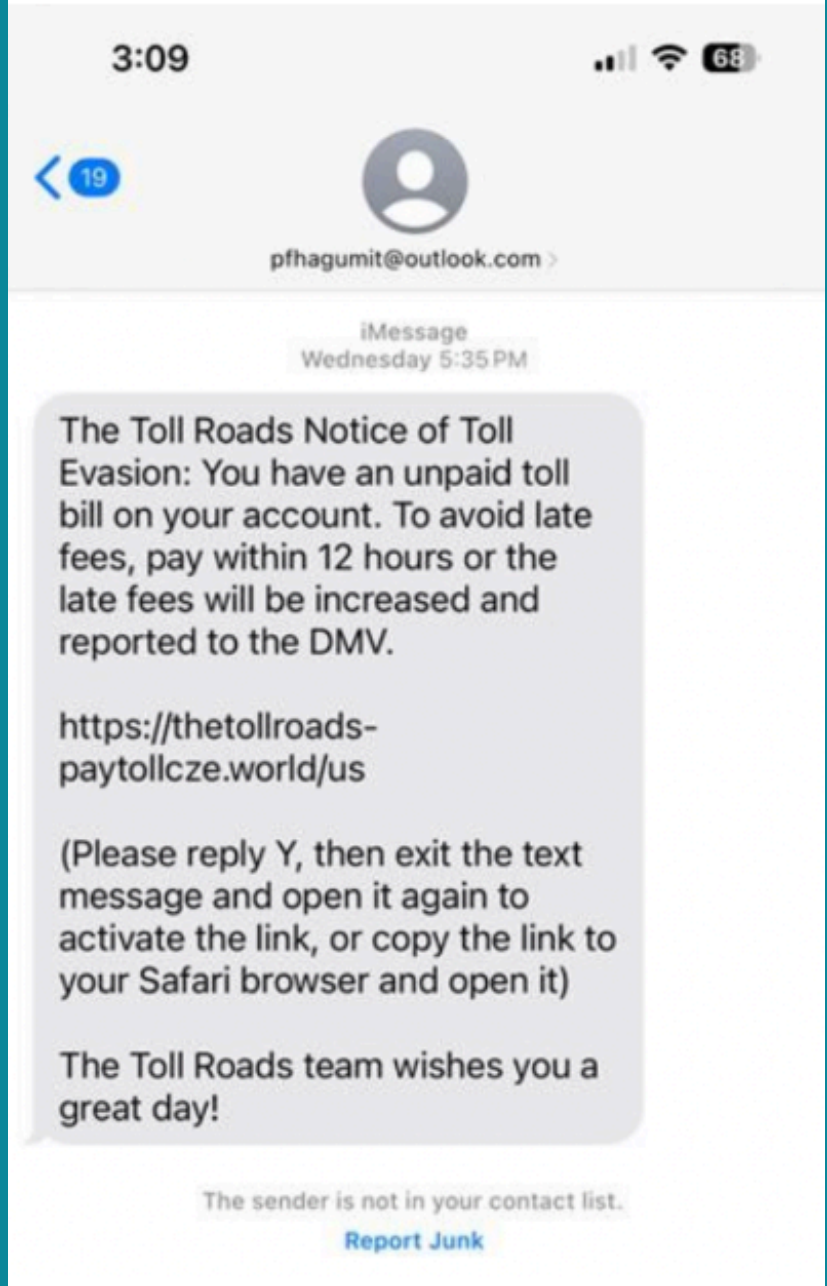 3:09
68
19
pfhagumit@outlook.com
iMessage
Wednesday 5:35 PM
The Toll Roads Notice of Toll
Evasion: You have an unpaid toll
bill on your account. To avoid late
fees, pay within 12 hours or the
late fees will be increased and
reported to the DMV.
https://thetollroads-
paytollcze.world/us
(Please reply Y, then exit the text
message and open it again to
activate the link, or copy the link to
your Safari browser and open it)
The Toll Roads team wishes you a
great day!
The sender is not in your contact list.
Report Junk